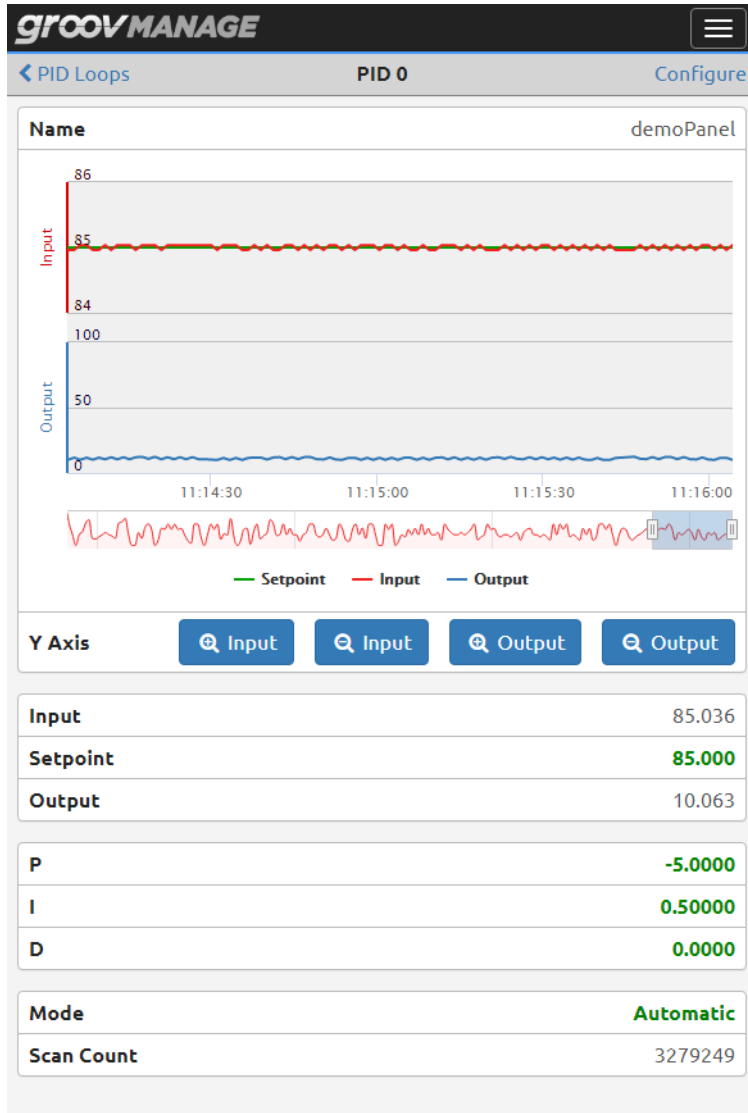 groov MANAGE
PID Loops PID 0 Configure
Name demoPanel
86
Input
85
84
100
Output
50
0
11:14:30 11:15:00 11:15:30 11:16:00
Setpoint Input Output
Y Axis Input Input Output Output
Input 85.036
Setpoint 85.000
Output 10.063
P -5.0000
I 0.50000
D 0.0000
Mode Automatic
Scan Count 3279249